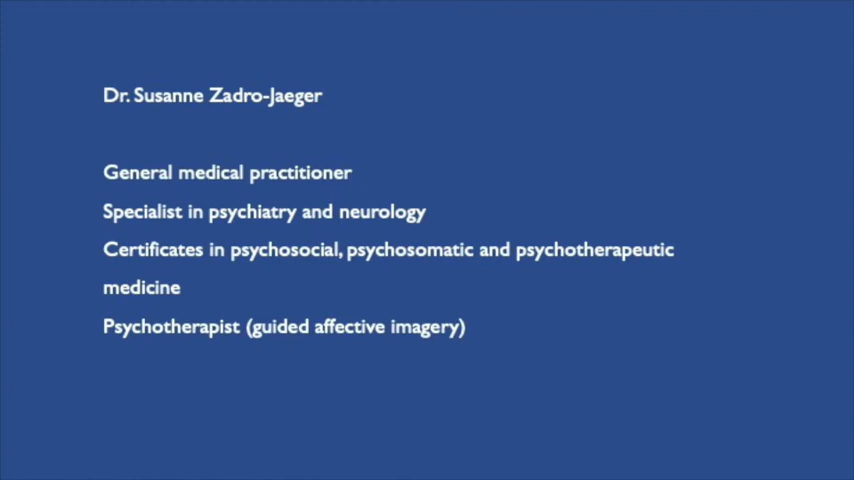 Dr. Susanne Zadro-Jaeger
General medical practitioner
Specialist in psychiatry and neurology
Certificates in psychosocial, psychosomatic and psychotherapeutic
medicine
Psychotherapist (guided affective imagery)